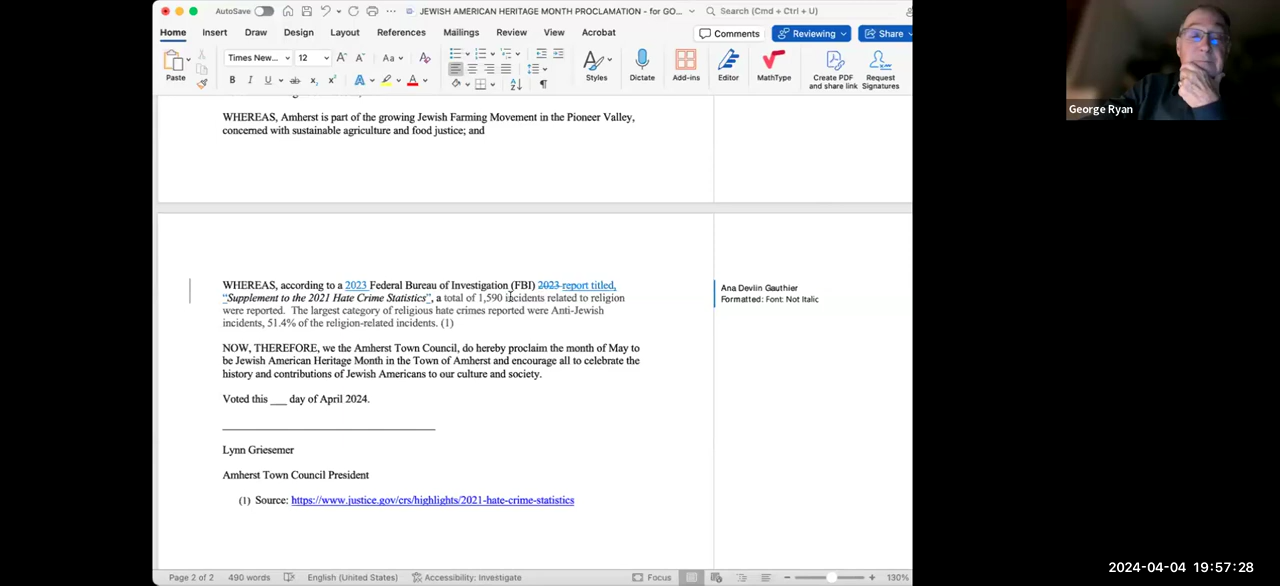 AutoSave
JEWISH AMERICAN HERITAGE MONTH PROCLAMATION - for GO...
Search (Cmd + Ctrl + U)
Home Insert Draw Design Layout References Mailings Review View Acrobat
Comments Reviewing Share
Paste
Times New... 12
Styles Dictate Add-ins Editor MathType Create PDF and share link Request Signatures
WHEREAS, Amherst is part of the growing Jewish Farming Movement in the Pioneer Valley,
concerned with sustainable agriculture and food justice; and
WHEREAS, according to a 2023 Federal Bureau of Investigation (FBI) 2023 report titled,
"Supplement to the 2021 Hate Crime Statistics", a total of 1,590 incidents related to religion
were reported. The largest category of religious hate crimes reported were Anti-Jewish
incidents, 51.4% of the religion-related incidents. (1)
Ana Devlin Gauthier
Formatted: Font: Not Italic
NOW, THEREFORE, we the Amherst Town Council, do hereby proclaim the month of May to
be Jewish American Heritage Month in the Town of Amherst and encourage all to celebrate the
history and contributions of Jewish Americans to our culture and society.
Voted this ___ day of April 2024.
Lynn Griesemer
Amherst Town Council President
(1) Source: https://www.justice.gov/crs/highlights/2021-hate-crime-statistics
Page 2 of 2 490 words English (United States) Accessibility: Investigate Focus 130%
George Ryan
2024-04-04 19:57:28